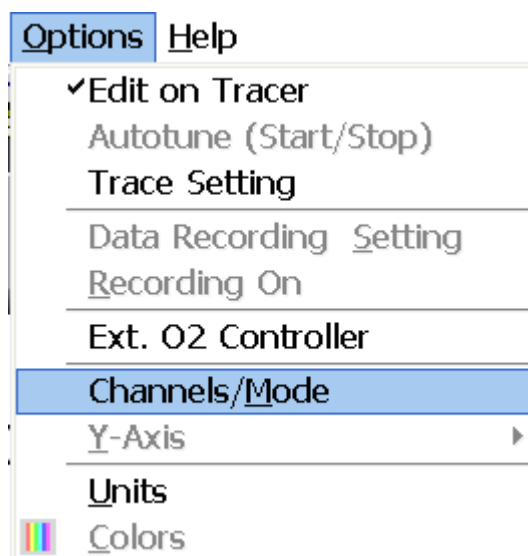 Options Help
Edit on Tracer
Autotune (Start/Stop)
Trace Setting
Data Recording Setting
Recording On
Ext. O2 Controller
Channels/Mode
Y-Axis
Units
Colors